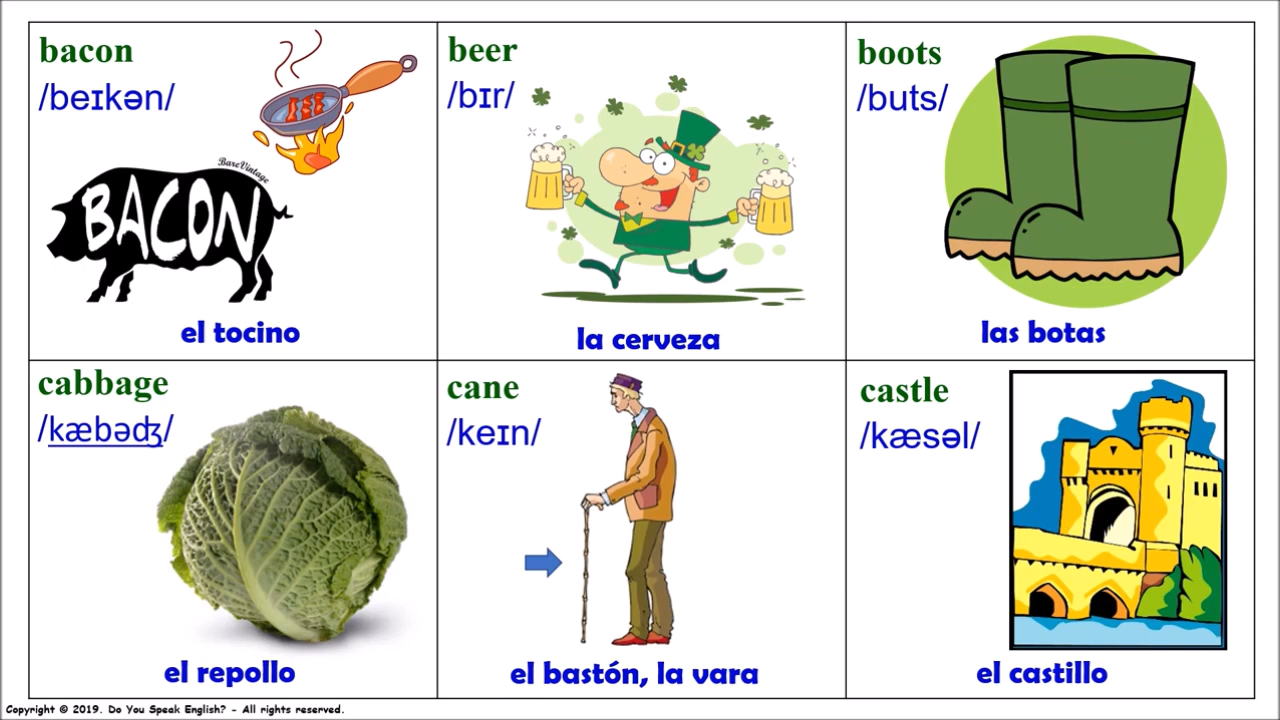 bacon
/beɪkən/
BareVintage
BACON
el tocino
beer
/bɪr/
la cerveza
boots
/buts/
las botas
cabbage
/kæbəʤ/
el repollo
cane
/keɪn/
el bastón, la vara
castle
/kæsəl/
el castillo
Copyright © 2019. Do You Speak English? - All rights reserved.